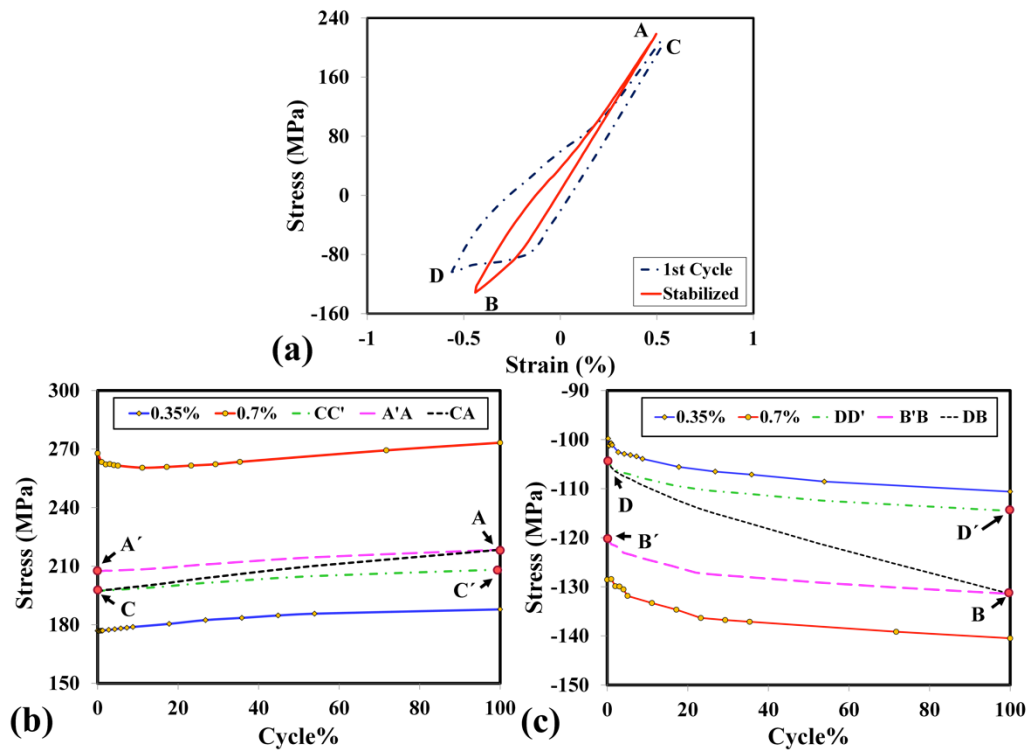 240
160
80
0
-80
-160
Stress (MPa)
A
C
D
B
1st Cycle
Stabilized
-1
-0.5
0
0.5
1
(a)
Strain (%)
300
270
240
210
180
150
Stress (MPa)
0.35%
0.7%
CC'
A'A
CA
A´
A
C
C´
0
20
40
60
80
100
(b)
Cycle%
-90
-100
-110
-120
-130
-140
-150
Stress (MPa)
0.35%
0.7%
DD'
B'B
DB
D
D´
B´
B
0
20
40
60
80
100
(c)
Cycle%